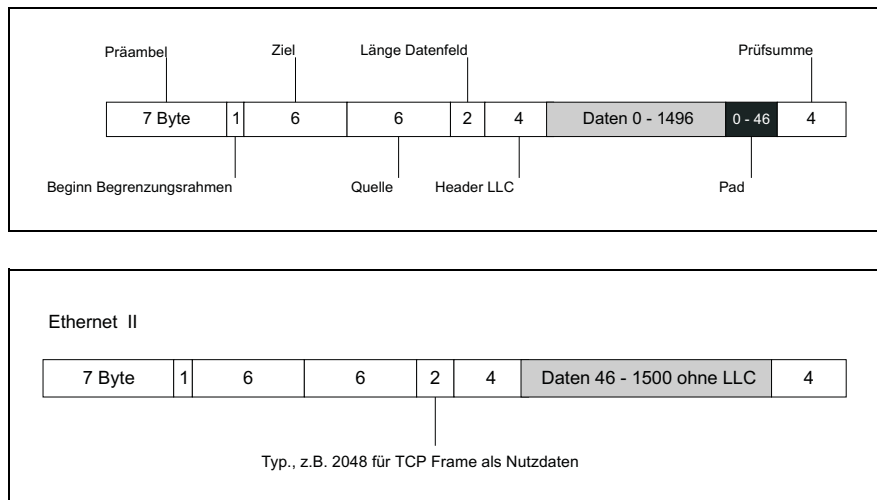 Präambel Ziel Länge Datenfeld Prüfsumme
7 Byte 1 6 6 2 4 Daten 0 - 1496 0 - 46 4
Beginn Begrenzungsrahmen Quelle Header LLC Pad
Ethernet II
7 Byte 1 6 6 2 4 Daten 46 - 1500 ohne LLC 4
Typ., z.B. 2048 für TCP Frame als Nutzdaten